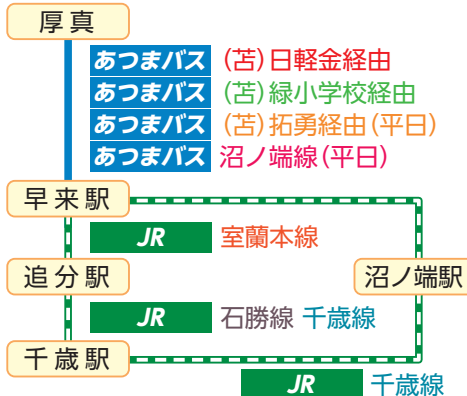 厚真
あつまバス (苫)日軽金経由
あつまバス (苫)緑小学校経由
あつまバス (苫)拓勇経由(平日)
あつまバス 沼ノ端線(平日)
早来駅
JR 室蘭本線
追分駅
沼ノ端駅
JR 石勝線 千歳線
千歳駅
JR 千歳線